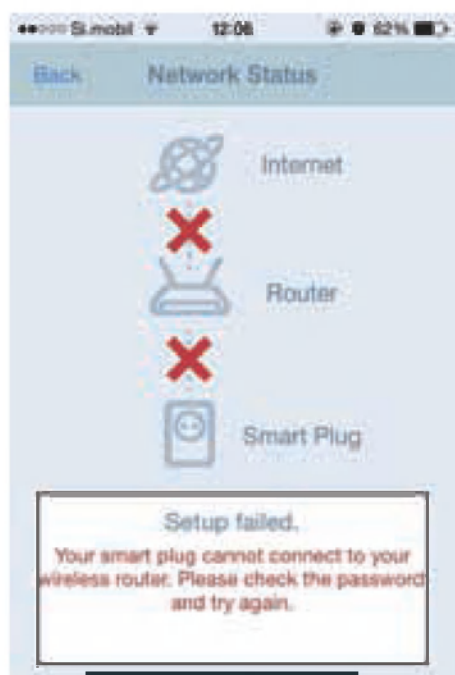 Si.mobil 12:06 62%
Back Network Status
Internet
Router
Smart Plug
Setup failed.
Your smart plug cannot connect to your
wireless router. Please check the password
and try again.